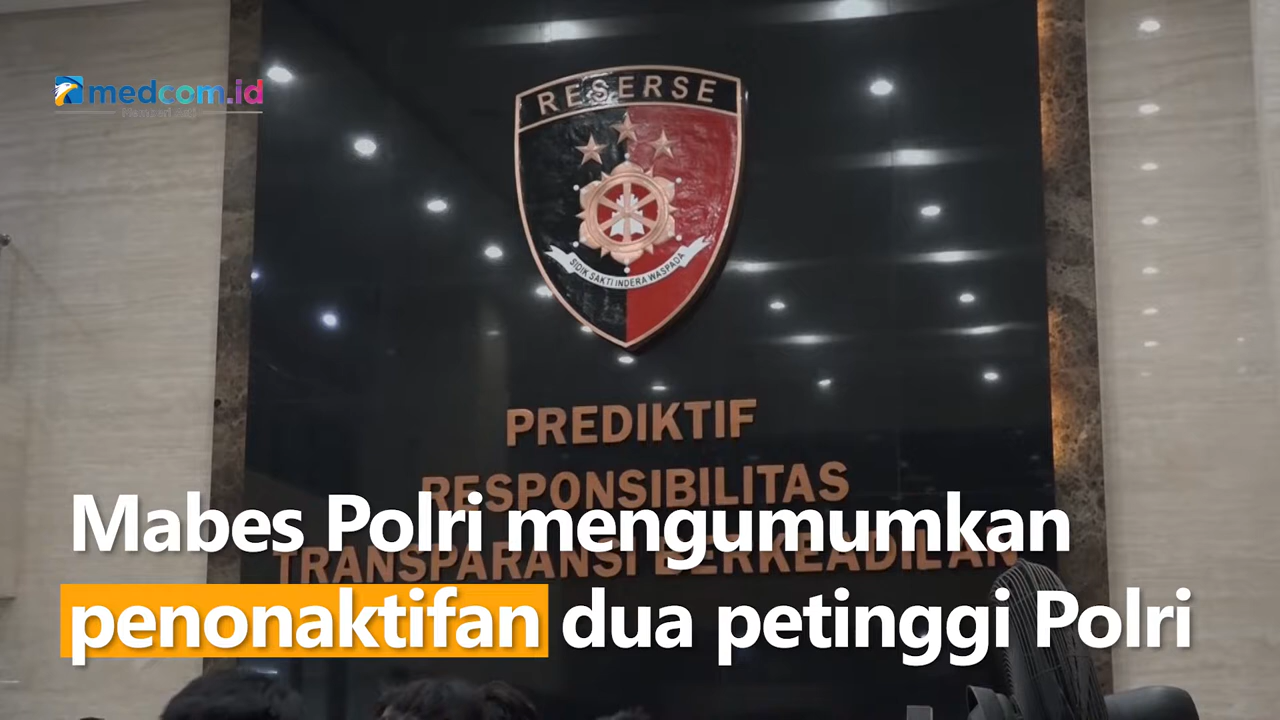 medcom.id
RESERSE
SIDIK SAKTI INDERA WASPADA
PREDIKTIF
RESPONSIBILITAS
TRANSPARANSI BERKEADILAN
Mabes Polri mengumumkan
penonaktifan dua petinggi Polri